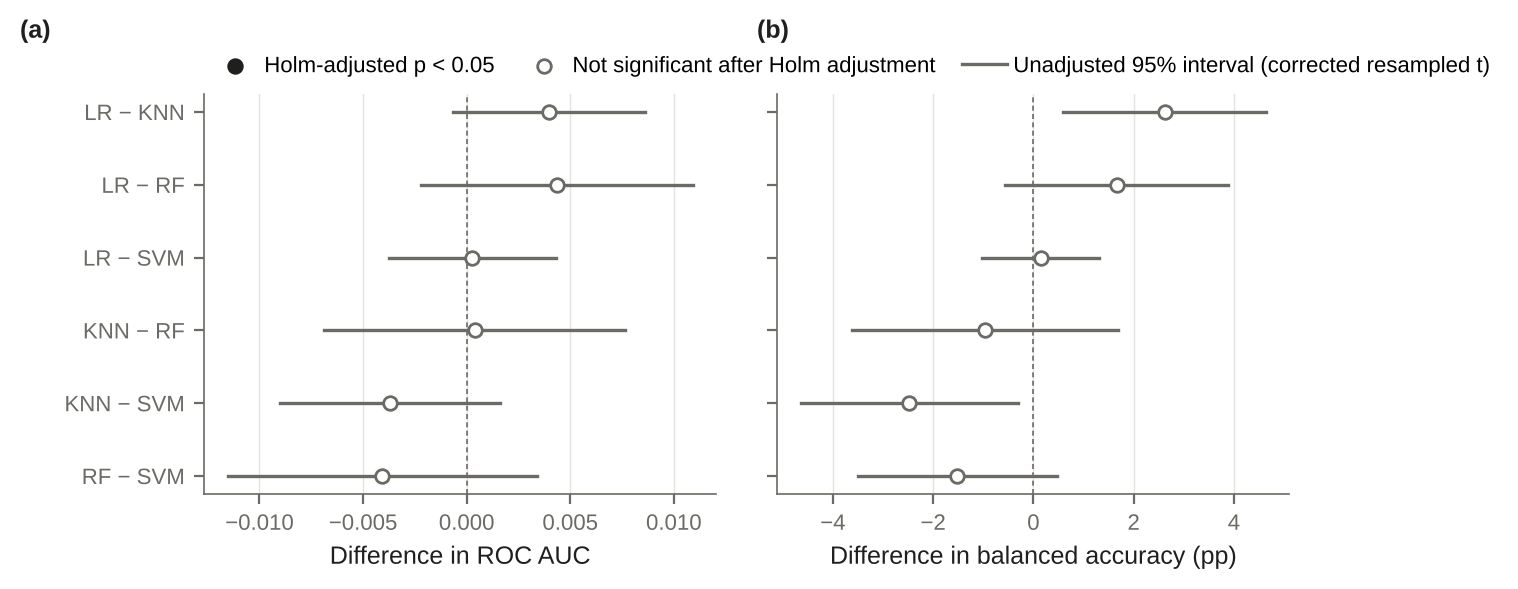 (a)
(b)
Holm-adjusted p < 0.05
Not significant after Holm adjustment
Unadjusted 95% interval (corrected resampled t)
LR − KNN
LR − RF
LR − SVM
KNN − RF
KNN − SVM
RF − SVM
−0.010 −0.005 0.000 0.005 0.010
Difference in ROC AUC
−4 −2 0 2 4
Difference in balanced accuracy (pp)